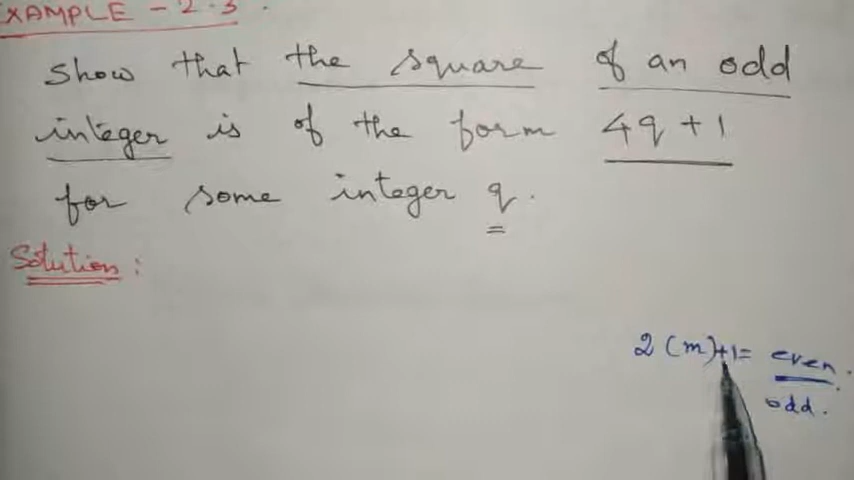 EXAMPLE - 2.3.
Show that the square of an odd
integer is of the form 4q + 1
for some integer q.
Solution :
2 (m)+1= even.
odd.